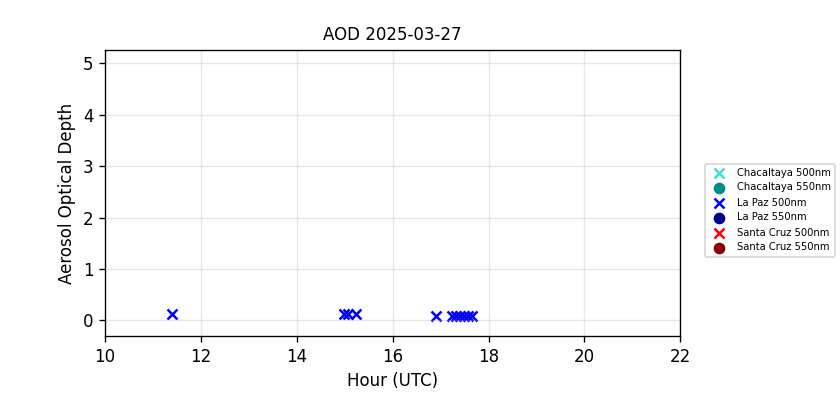 AOD 2025-03-27
Aerosol Optical Depth
5
4
3
2
1
0
10 12 14 16 18 20 22
Hour (UTC)
Chacaltaya 500nm
Chacaltaya 550nm
La Paz 500nm
La Paz 550nm
Santa Cruz 500nm
Santa Cruz 550nm